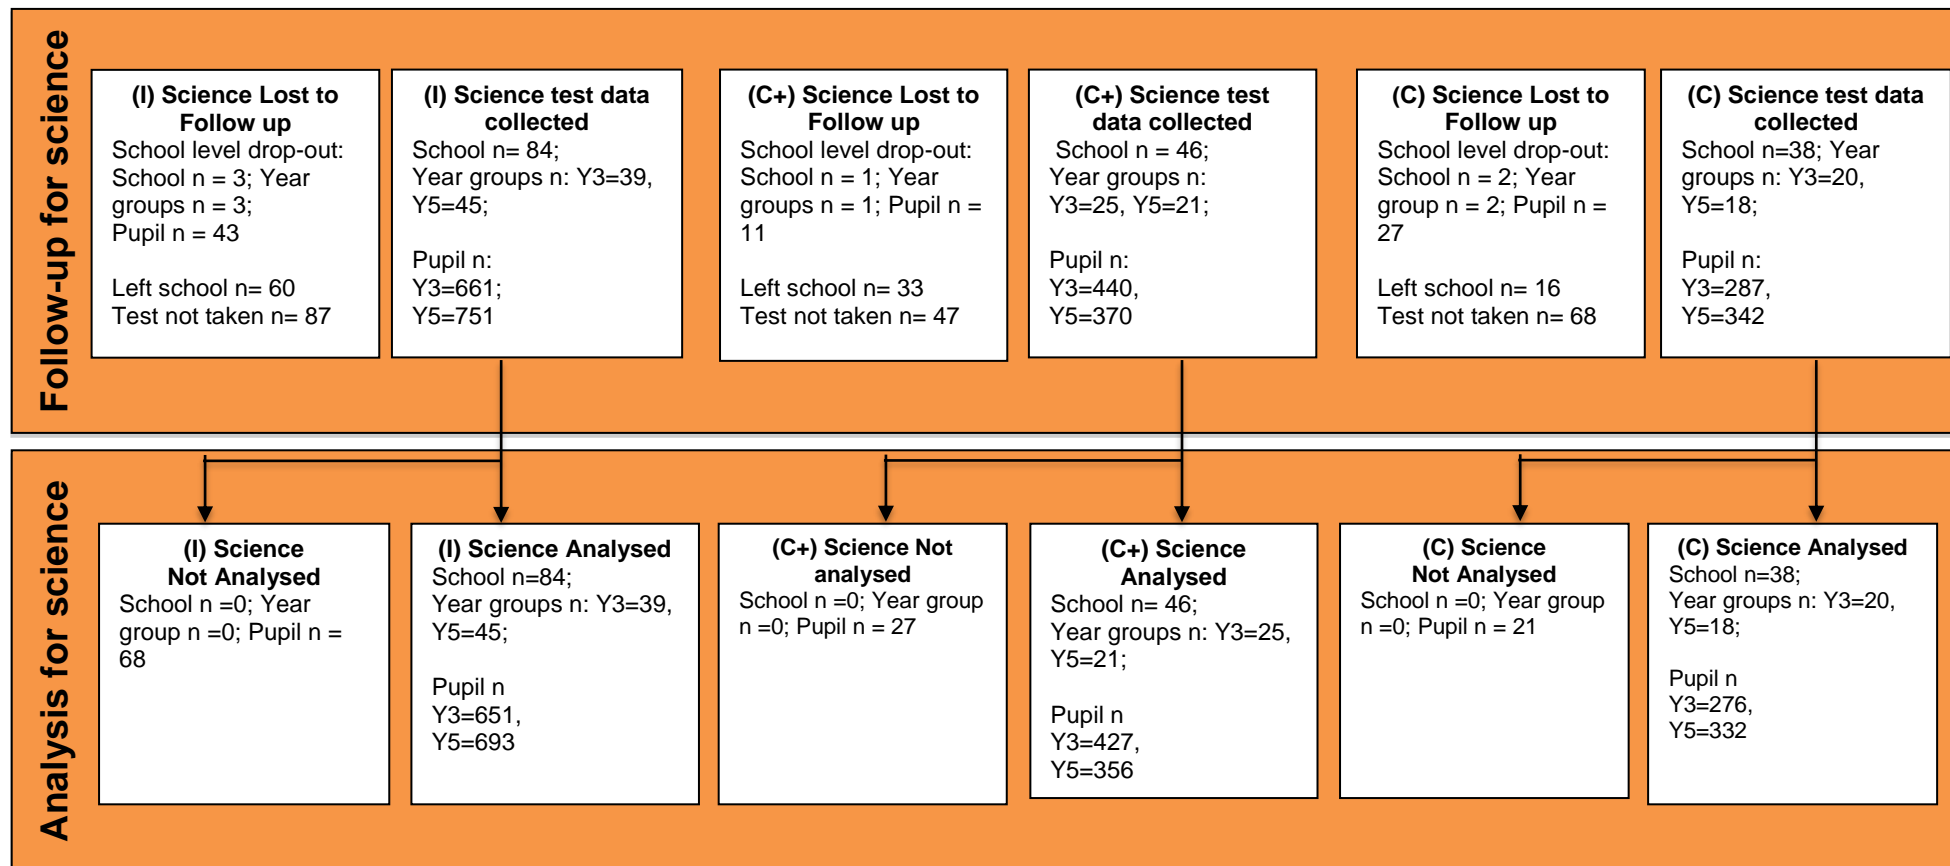 Follow-up for science
(I) Science Lost to
Follow up
School level drop-out:
School n = 3; Year
groups n = 3;
Pupil n = 43
Left school n= 60
Test not taken n= 87
(I) Science test data
collected
School n= 84;
Year groups n: Y3=39,
Y5=45;
Pupil n:
Y3=661;
Y5=751
(C+) Science Lost to
Follow up
School level drop-out:
School n = 1; Year
groups n = 1; Pupil n =
11
Left school n= 33
Test not taken n= 47
(C+) Science test
data collected
School n = 46;
Year groups n:
Y3=25, Y5=21;
Pupil n:
Y3=440,
Y5=370
(C) Science Lost to
Follow up
School level drop-out:
School n = 2; Year
group n = 2; Pupil n =
27
Left school n= 16
Test not taken n= 68
(C) Science test data
collected
School n=38; Year
groups n: Y3=20,
Y5=18;
Pupil n:
Y3=287,
Y5=342
Analysis for science
(I) Science
Not Analysed
School n =0; Year
group n =0; Pupil n =
68
(I) Science Analysed
School n=84;
Year groups n: Y3=39,
Y5=45;
Pupil n
Y3=651,
Y5=693
(C+) Science Not
analysed
School n =0; Year group
n =0; Pupil n = 27
(C+) Science
Analysed
School n= 46;
Year groups n: Y3=25,
Y5=21;
Pupil n
Y3=427,
Y5=356
(C) Science
Not Analysed
School n =0; Year group
n =0; Pupil n = 21
(C) Science Analysed
School n=38;
Year groups n: Y3=20,
Y5=18;
Pupil n
Y3=276,
Y5=332